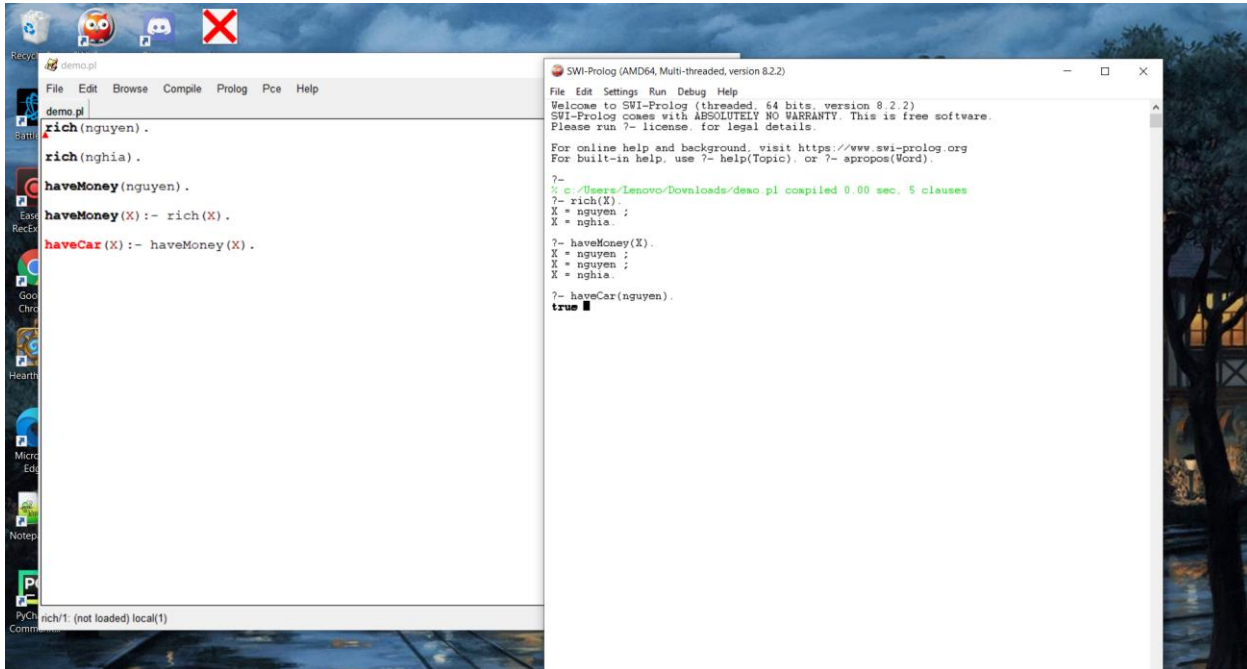 demo.pl
File Edit Browse Compile Prolog Pce Help
demo.pl
rich(nguyen).
rich(nghia).
haveMoney(nguyen).
haveMoney(X):- rich(X).
haveCar(X):- haveMoney(X).
rich/1: (not loaded) local(1)
SWI-Prolog (AMD64, Multi-threaded, version 8.2.2)
File Edit Settings Run Debug Help
Welcome to SWI-Prolog (threaded, 64 bits, version 8.2.2)
SWI-Prolog comes with ABSOLUTELY NO WARRANTY. This is free software.
Please run ?- license. for legal details.
For online help and background, visit https://www.swi-prolog.org
For built-in help, use ?- help(Topic). or ?- apropos(Word).
?-
% c:/Users/Lenovo/Downloads/demo.pl compiled 0.00 sec, 5 clauses
?- rich(X).
X = nguyen ;
X = nghia.
?- haveMoney(X).
X = nguyen ;
X = nguyen ;
X = nghia.
?- haveCar(nguyen).
true